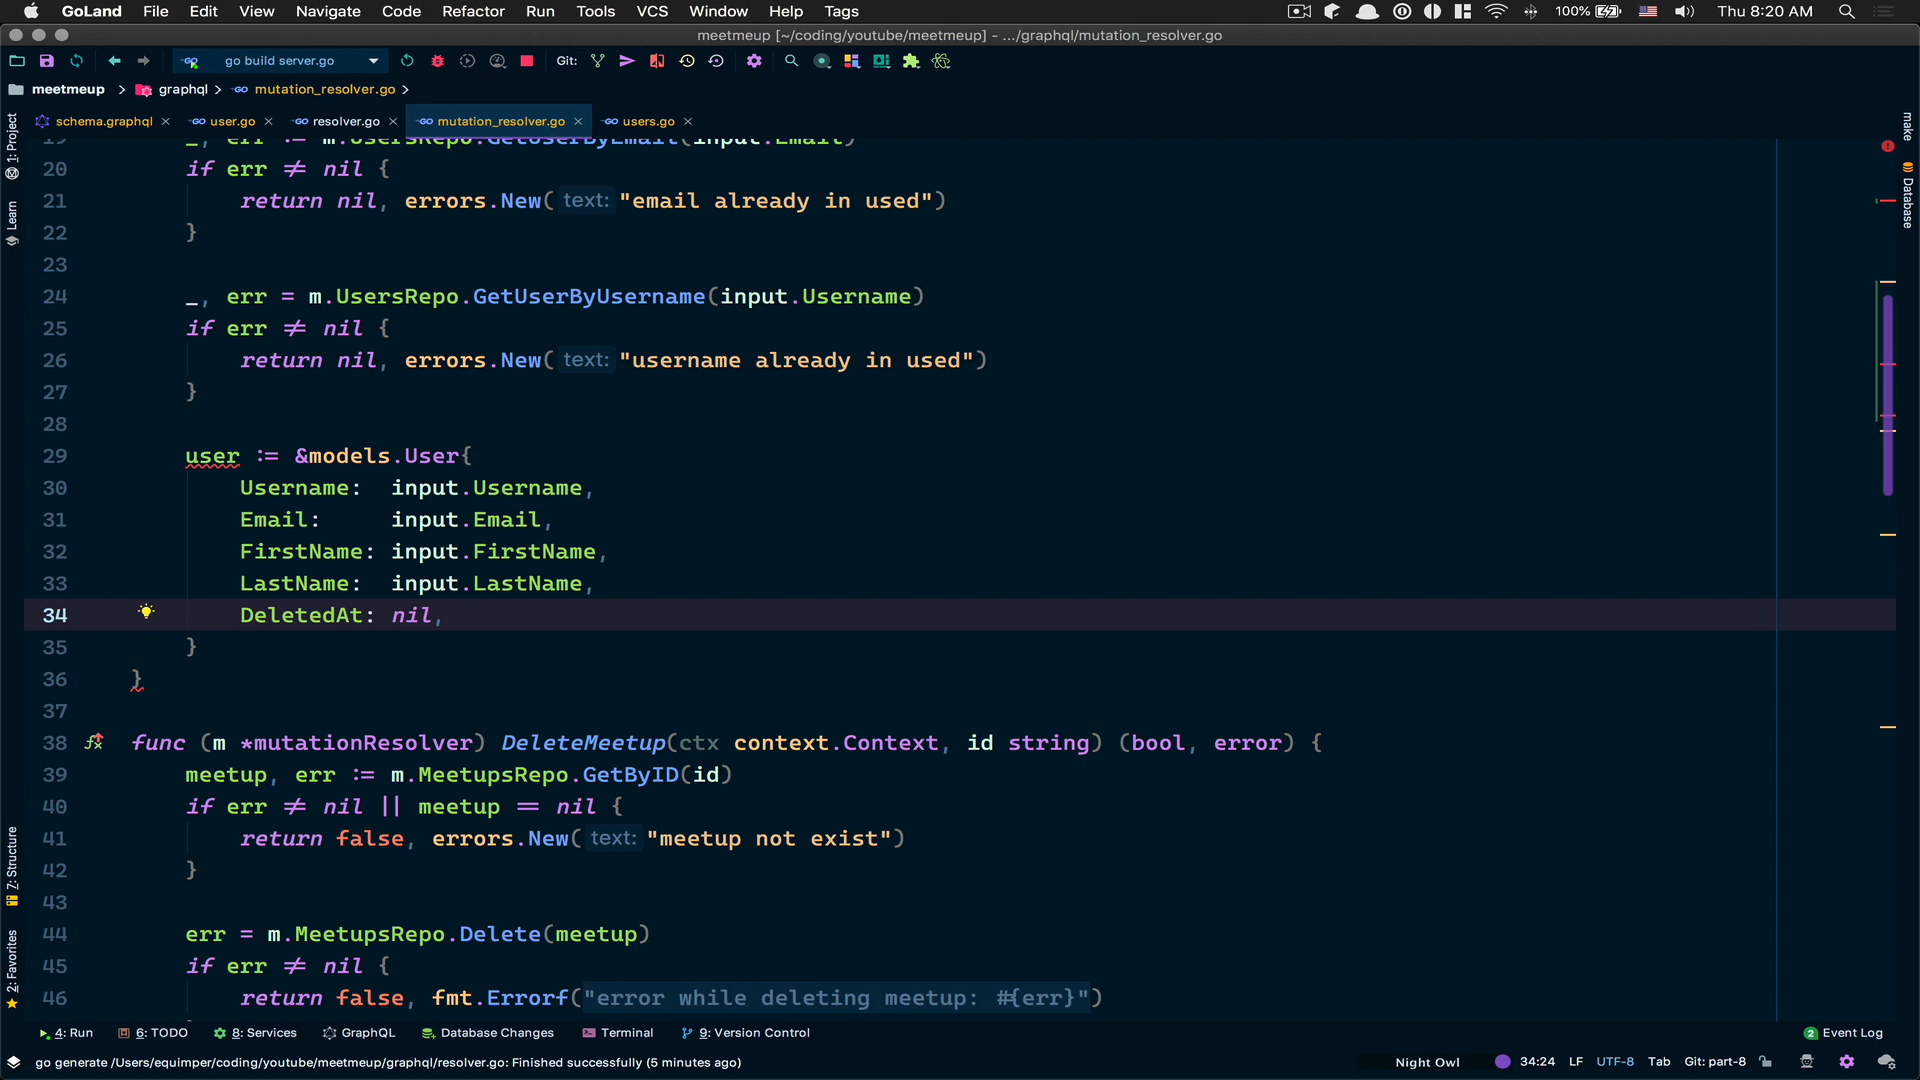 GoLand File Edit View Navigate Code Refactor Run Tools VCS Window Help Tags 100% Thu 8:20 AM
meetmeup [~/coding/youtube/meetmeup] - .../graphql/mutation_resolver.go
go build server.go Git:
meetmeup graphql mutation_resolver.go
schema.graphql user.go resolver.go mutation_resolver.go users.go
1: Project
Learn
7: Structure
2: Favorites
make
Database
19 _, err := m.UsersRepo.GetUserByEmail(input.Email)
20 if err ≠ nil {
21 return nil, errors.New( text: "email already in used")
22 }
23
24 _, err = m.UsersRepo.GetUserByUsername(input.Username)
25 if err ≠ nil {
26 return nil, errors.New( text: "username already in used")
27 }
28
29 user := &models.User{
30 Username: input.Username,
31 Email: input.Email,
32 FirstName: input.FirstName,
33 LastName: input.LastName,
34 DeletedAt: nil,
35 }
36 }
37
38 func (m *mutationResolver) DeleteMeetup(ctx context.Context, id string) (bool, error) {
39 meetup, err := m.MeetupsRepo.GetByID(id)
40 if err ≠ nil || meetup == nil {
41 return false, errors.New( text: "meetup not exist")
42 }
43
44 err = m.MeetupsRepo.Delete(meetup)
45 if err ≠ nil {
46 return false, fmt.Errorf("error while deleting meetup: #{err}")
4: Run 6: TODO 8: Services GraphQL Database Changes Terminal 9: Version Control 2 Event Log
go generate /Users/equimper/coding/youtube/meetmeup/graphql/resolver.go: Finished successfully (5 minutes ago) Night Owl 34:24 LF UTF-8 Tab Git: part-8